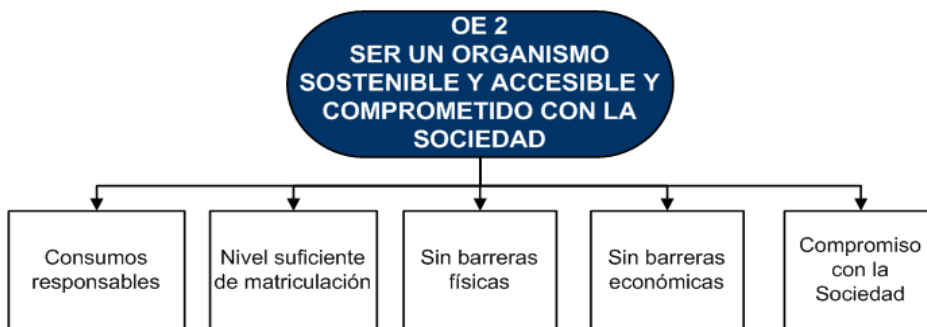 OE 2
SER UN ORGANISMO
SOSTENIBLE Y ACCESIBLE Y
COMPROMETIDO CON LA
SOCIEDAD
Consumos
responsables
Nivel suficiente
de matriculación
Sin barreras
físicas
Sin barreras
económicas
Compromiso
con la
Sociedad